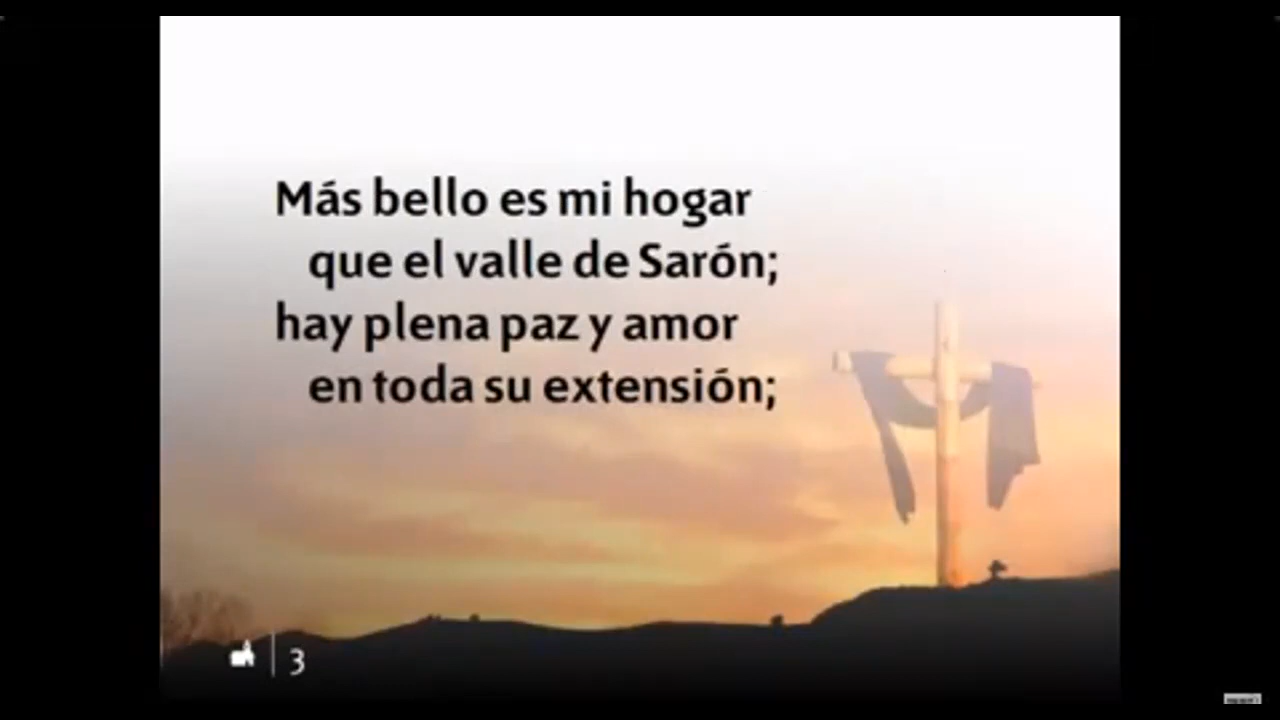 Más bello es mi hogar
que el valle de Sarón;
hay plena paz y amor
en toda su extensión;
3